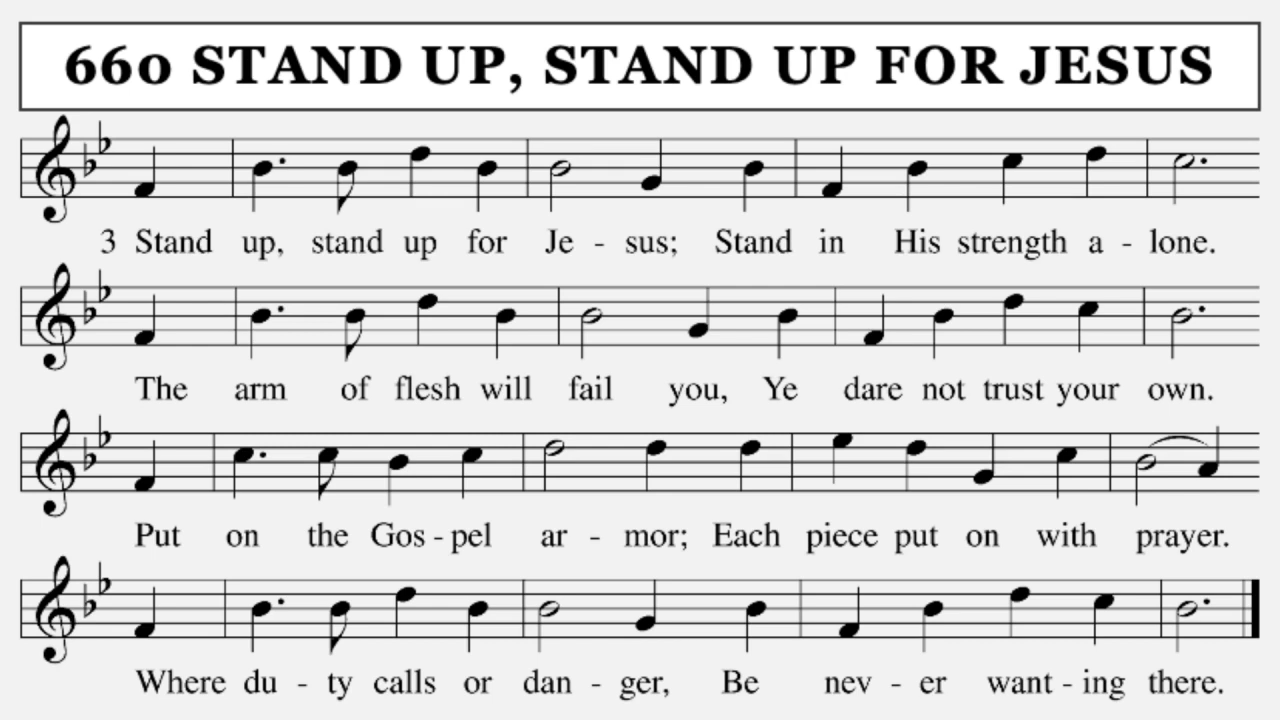 660 STAND UP, STAND UP FOR JESUS
3 Stand up, stand up for Je - sus; Stand in His strength a - lone.
The arm of flesh will fail you, Ye dare not trust your own.
Put on the Gos - pel ar - mor; Each piece put on with prayer.
Where du - ty calls or dan - ger, Be nev - er want - ing there.